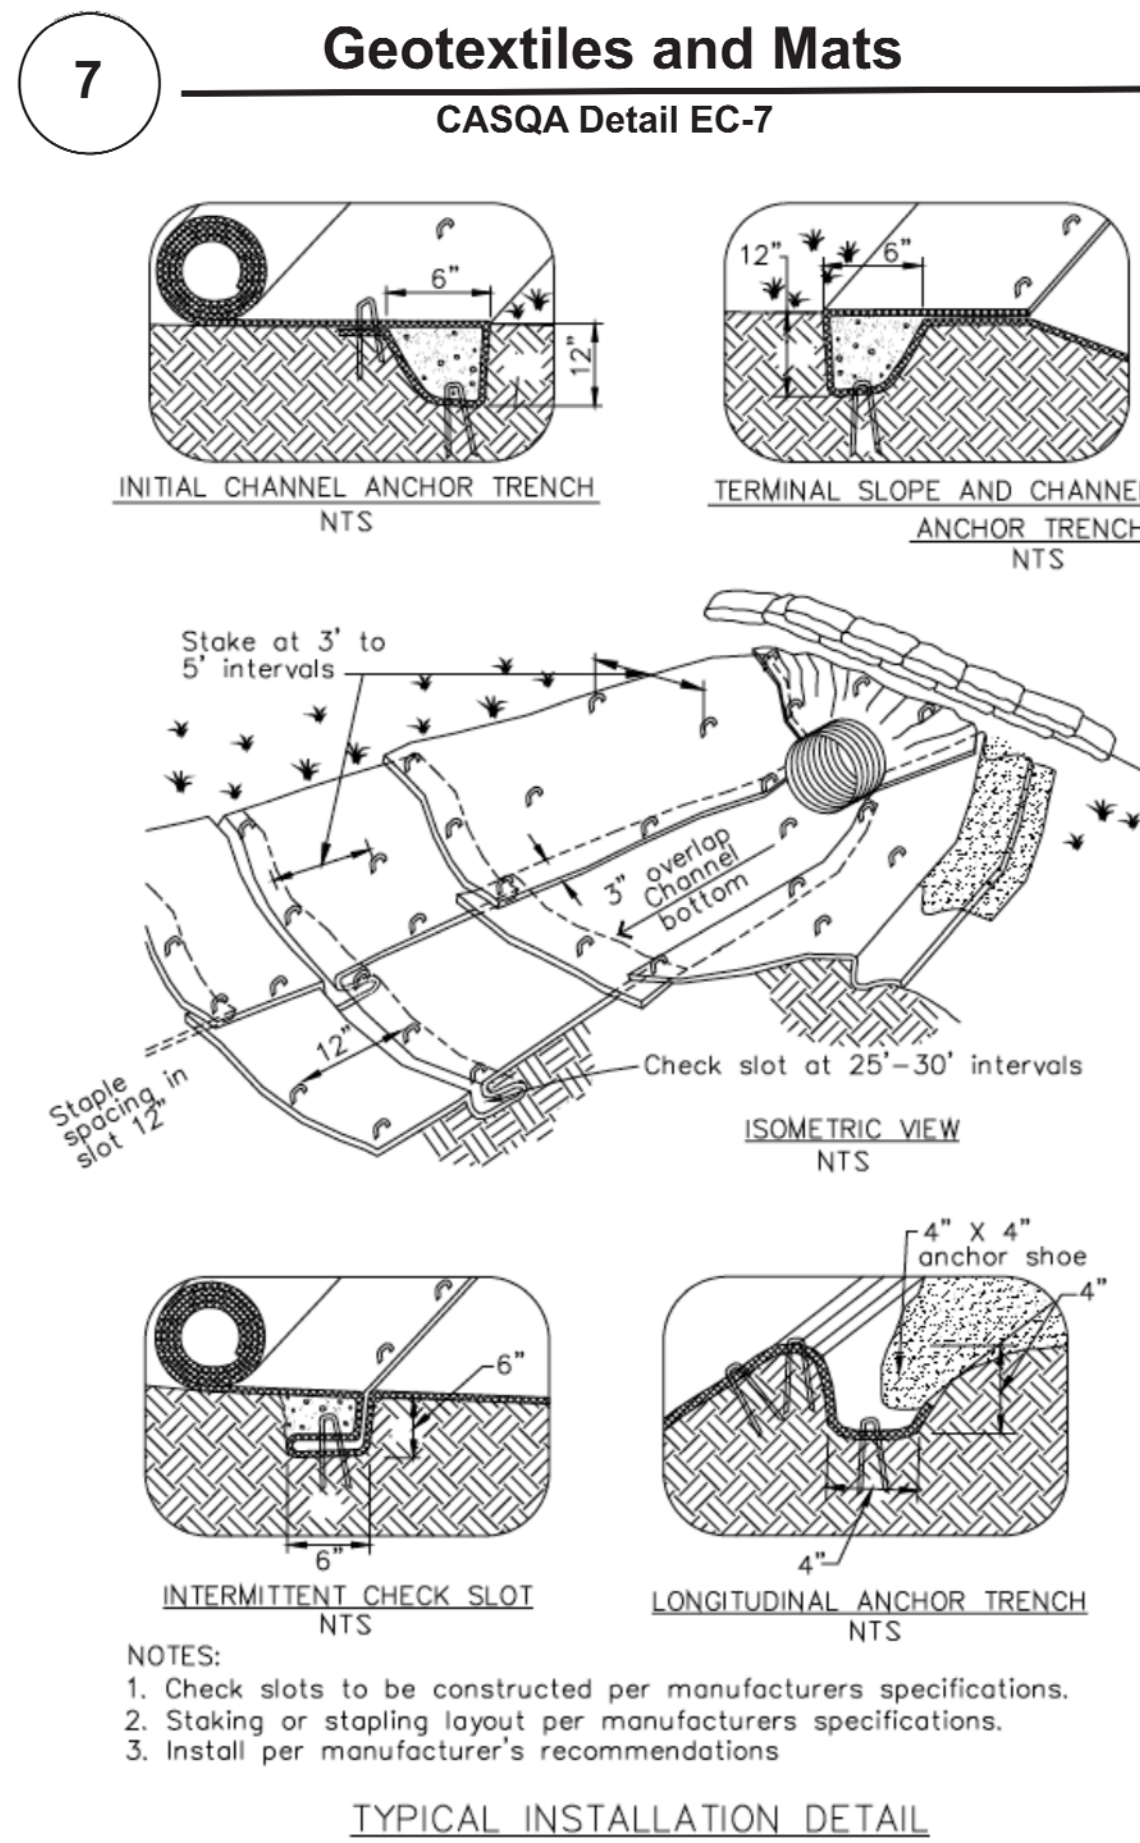 7
Geotextiles and Mats
CASQA Detail EC-7
6”
12”
INITIAL CHANNEL ANCHOR TRENCH
NTS
12”
6”
TERMINAL SLOPE AND CHANNEL
ANCHOR TRENCH
NTS
Stake at 3' to
5' intervals
3” overlap
Channel
bottom
12”
Staple
spacing in
slot 12”
Check slot at 25'-30' intervals
ISOMETRIC VIEW
NTS
6”
6”
INTERMITTENT CHECK SLOT
NTS
4” X 4”
anchor shoe
4”
4”
LONGITUDINAL ANCHOR TRENCH
NTS
NOTES:
1. Check slots to be constructed per manufacturers specifications.
2. Staking or stapling layout per manufacturers specifications.
3. Install per manufacturer's recommendations
TYPICAL INSTALLATION DETAIL